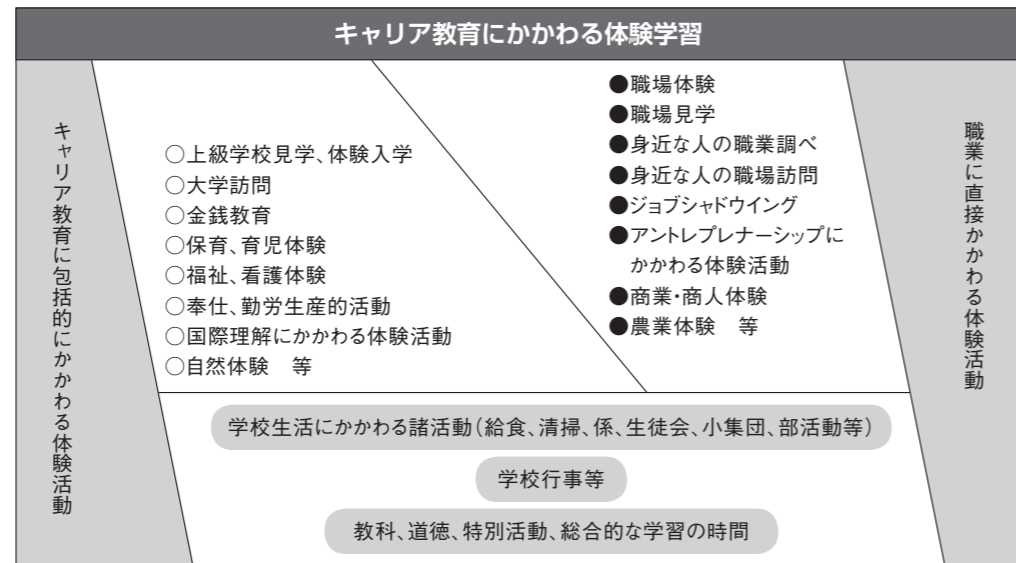 キャリア教育にかかわる体験学習
キャリア教育に包括的にかかわる体験活動
○上級学校見学、体験入学
○大学訪問
○金銭教育
○保育、育児体験
○福祉、看護体験
○奉仕、勤労生産的活動
○国際理解にかかわる体験活動
○自然体験　等
●職場体験
●職場見学
●身近な人の職業調べ
●身近な人の職場訪問
●ジョブシャドウイング
●アントレプレナーシップに
かかわる体験活動
●商業・商人体験
●農業体験　等
職業に直接かかわる体験活動
学校生活にかかわる諸活動（給食、清掃、係、生徒会、小集団、部活動等）
学校行事等
教科、道徳、特別活動、総合的な学習の時間